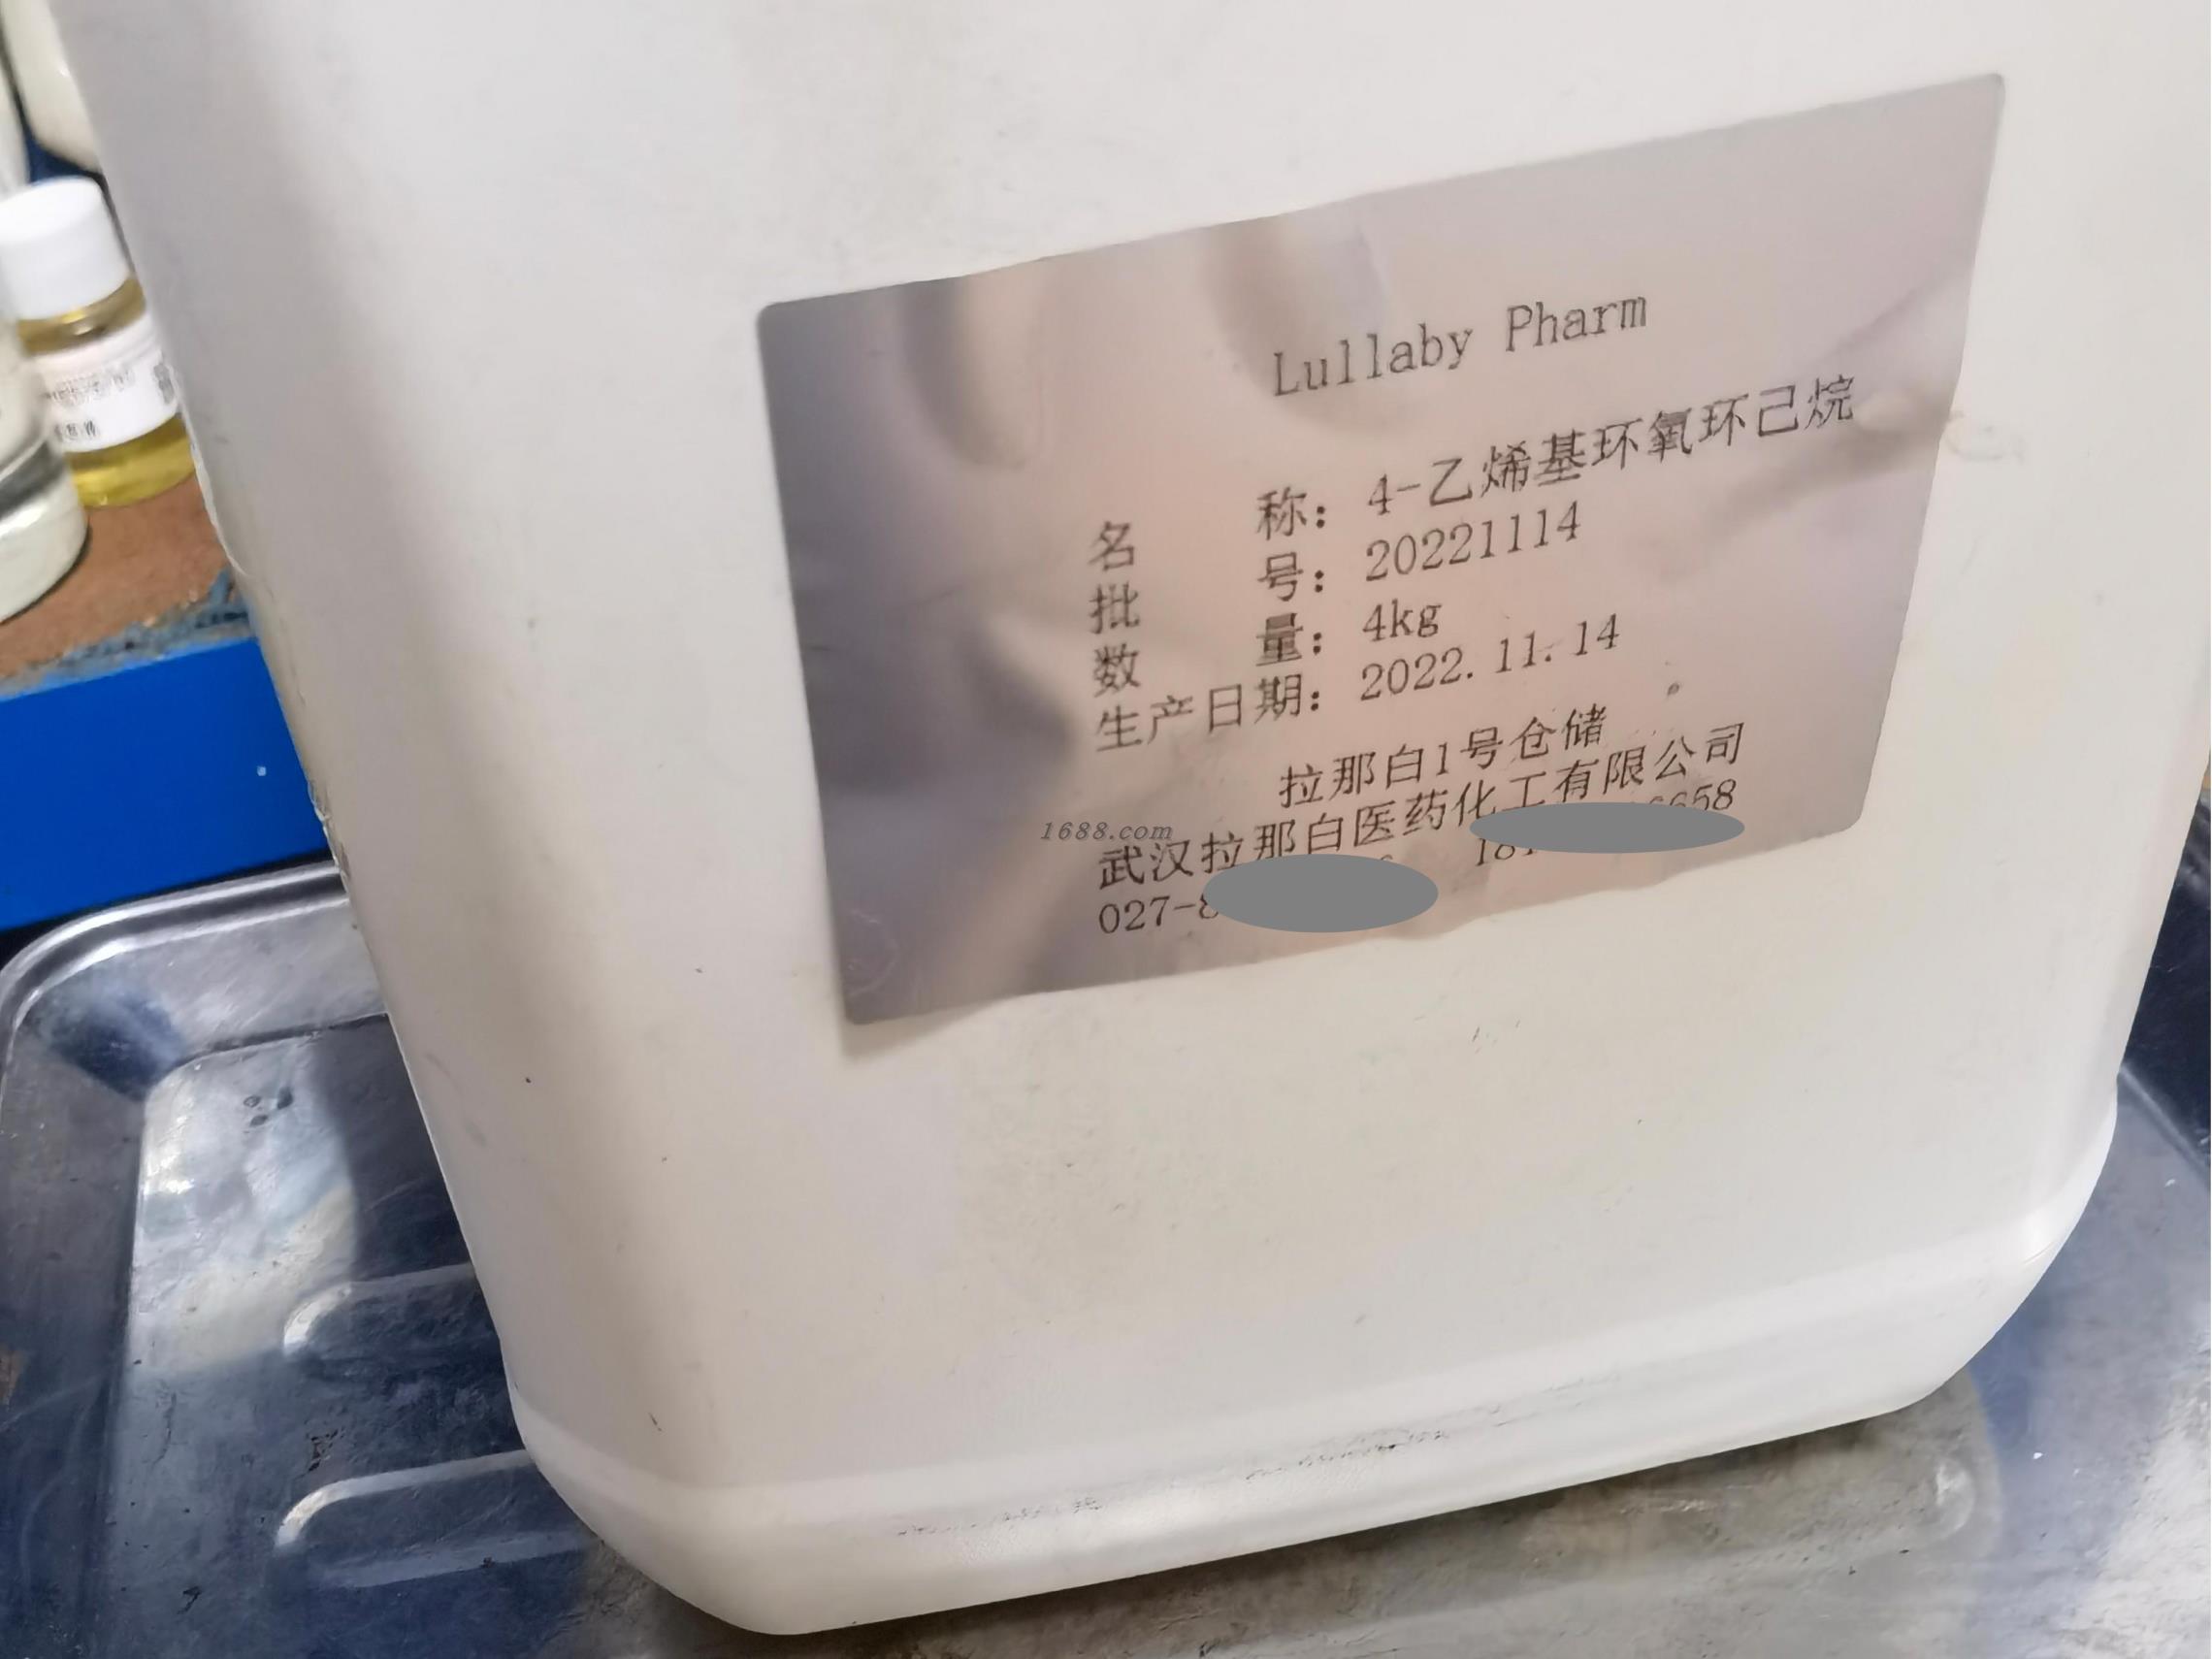 Lullaby Pharm
名 称：4-乙烯基环氧环己烷
批 号：20221114
数 量：4kg
生产日期：2022.11.14
拉那白1号仓储
武汉拉那白医药化工有限公司
1688.com
027-8